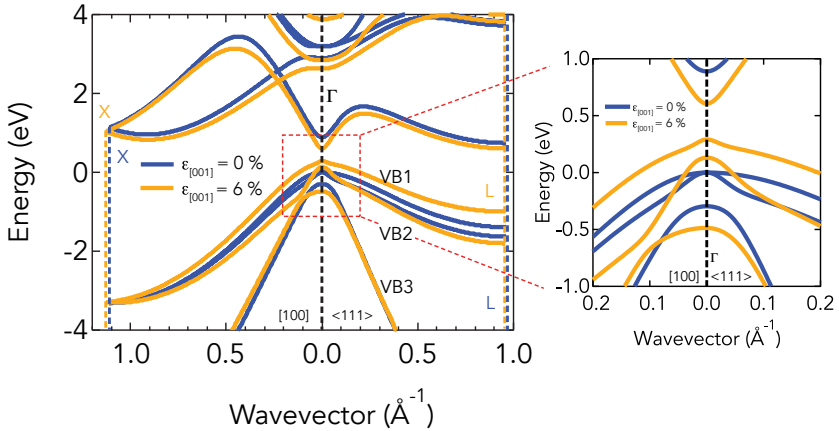 4
2
0
-2
-4
Energy (eV)
X
X
Γ
ε[001] = 0 %
ε[001] = 6 %
VB1
VB2
VB3
L
L
[100]
<111>
1.0
0.5
0.0
0.5
1.0
Wavevector (Å-1)
1.0
0.5
0.0
-0.5
-1.0
Energy (eV)
ε[001] = 0 %
ε[001] = 6 %
Γ
[100]
<111>
0.2
0.1
0.0
0.1
0.2
Wavevector (Å-1)